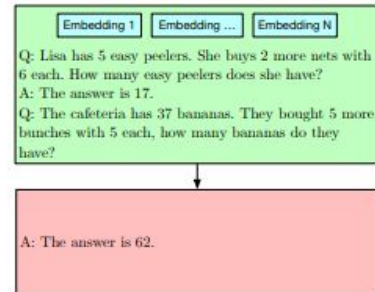 Embedding 1 Embedding ... Embedding N
Q: Lisa has 5 easy peelers. She buys 2 more nets with
6 each. How many easy peelers does she have?
A: The answer is 17.
Q: The cafeteria has 37 bananas. They bought 5 more
bunches with 5 each, how many bananas do they
have?
A: The answer is 62.